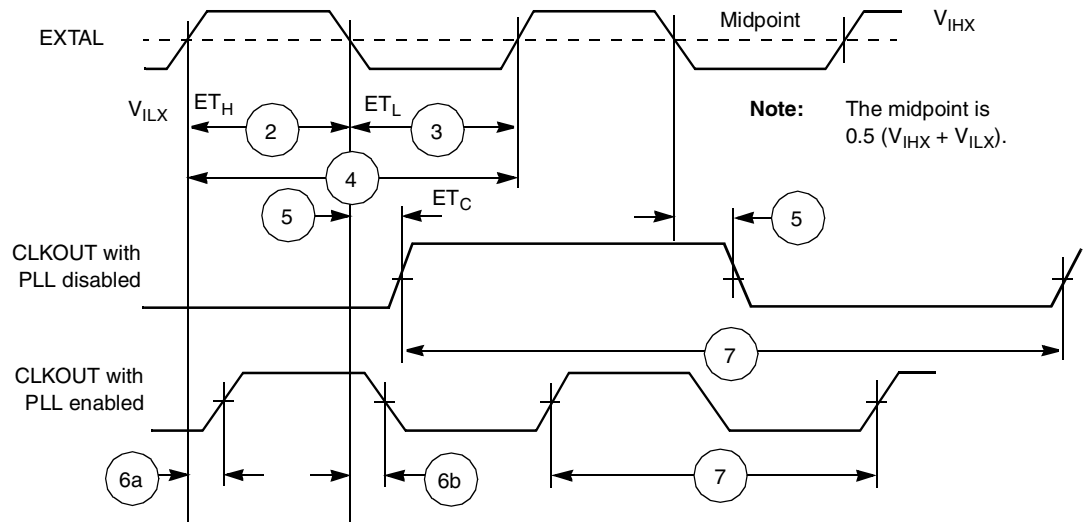 EXTAL
Midpoint
V_IHX
V_ILX
ET_H
ET_L
Note: The midpoint is
0.5 (V_IHX + V_ILX).
2
3
4
5
ET_C
5
CLKOUT with
PLL disabled
7
CLKOUT with
PLL enabled
6a
6b
7